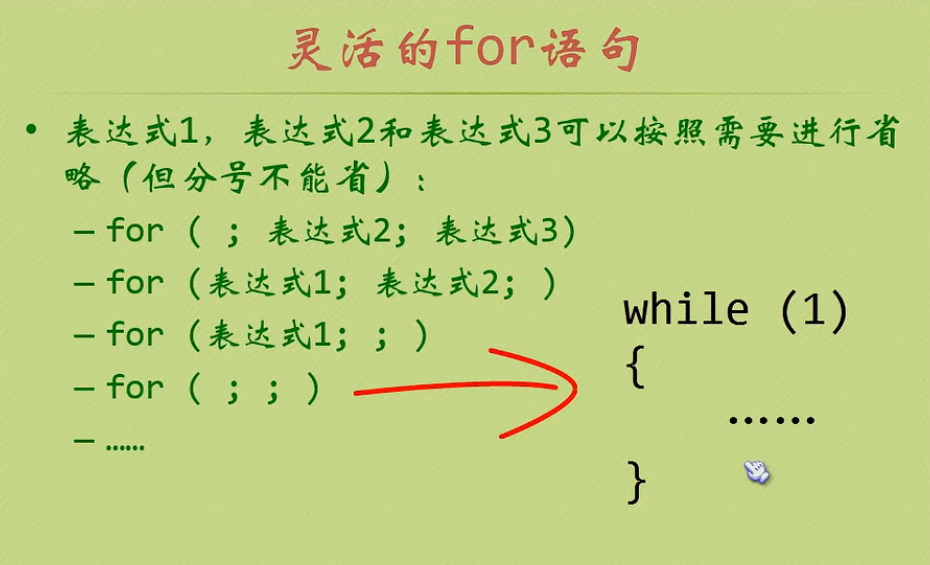 灵活的for语句
• 表达式1，表达式2和表达式3可以按照需要进行省
略（但分号不能省）：
– for ( ; 表达式2; 表达式3)
– for (表达式1; 表达式2; )
– for (表达式1; ; )
– for ( ; ; )
– ……
while (1)
{
……
}